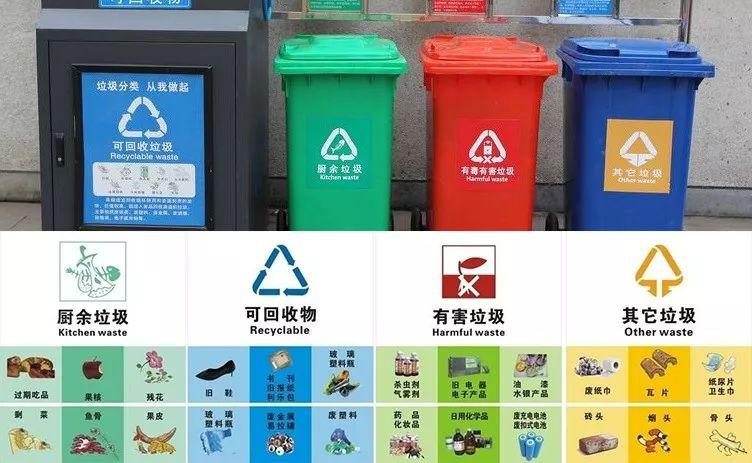 可回收物
垃圾分类 从我做起
可回收垃圾
Recyclable waste
厨余垃圾
Kitchen waste
有毒有害垃圾
Harmful waste
其它垃圾
Other waste
厨余垃圾
Kitchen waste
过期吃品
果核
残花
剩菜
鱼骨
果皮
可回收物
Recyclable
旧鞋
书刊
旧报纸
利乐包
玻璃
塑料瓶
玻璃
塑料瓶
废金属
易拉罐
废塑料
有害垃圾
Harmful waste
杀虫剂
气雾剂
旧电器
电子产品
油漆
水银产品
药品
化妆品
日用化学品
废充电电池
废扣式电池
其它垃圾
Other waste
废纸巾
瓦片
纸尿片
卫生巾
砖头
烟头
骨头